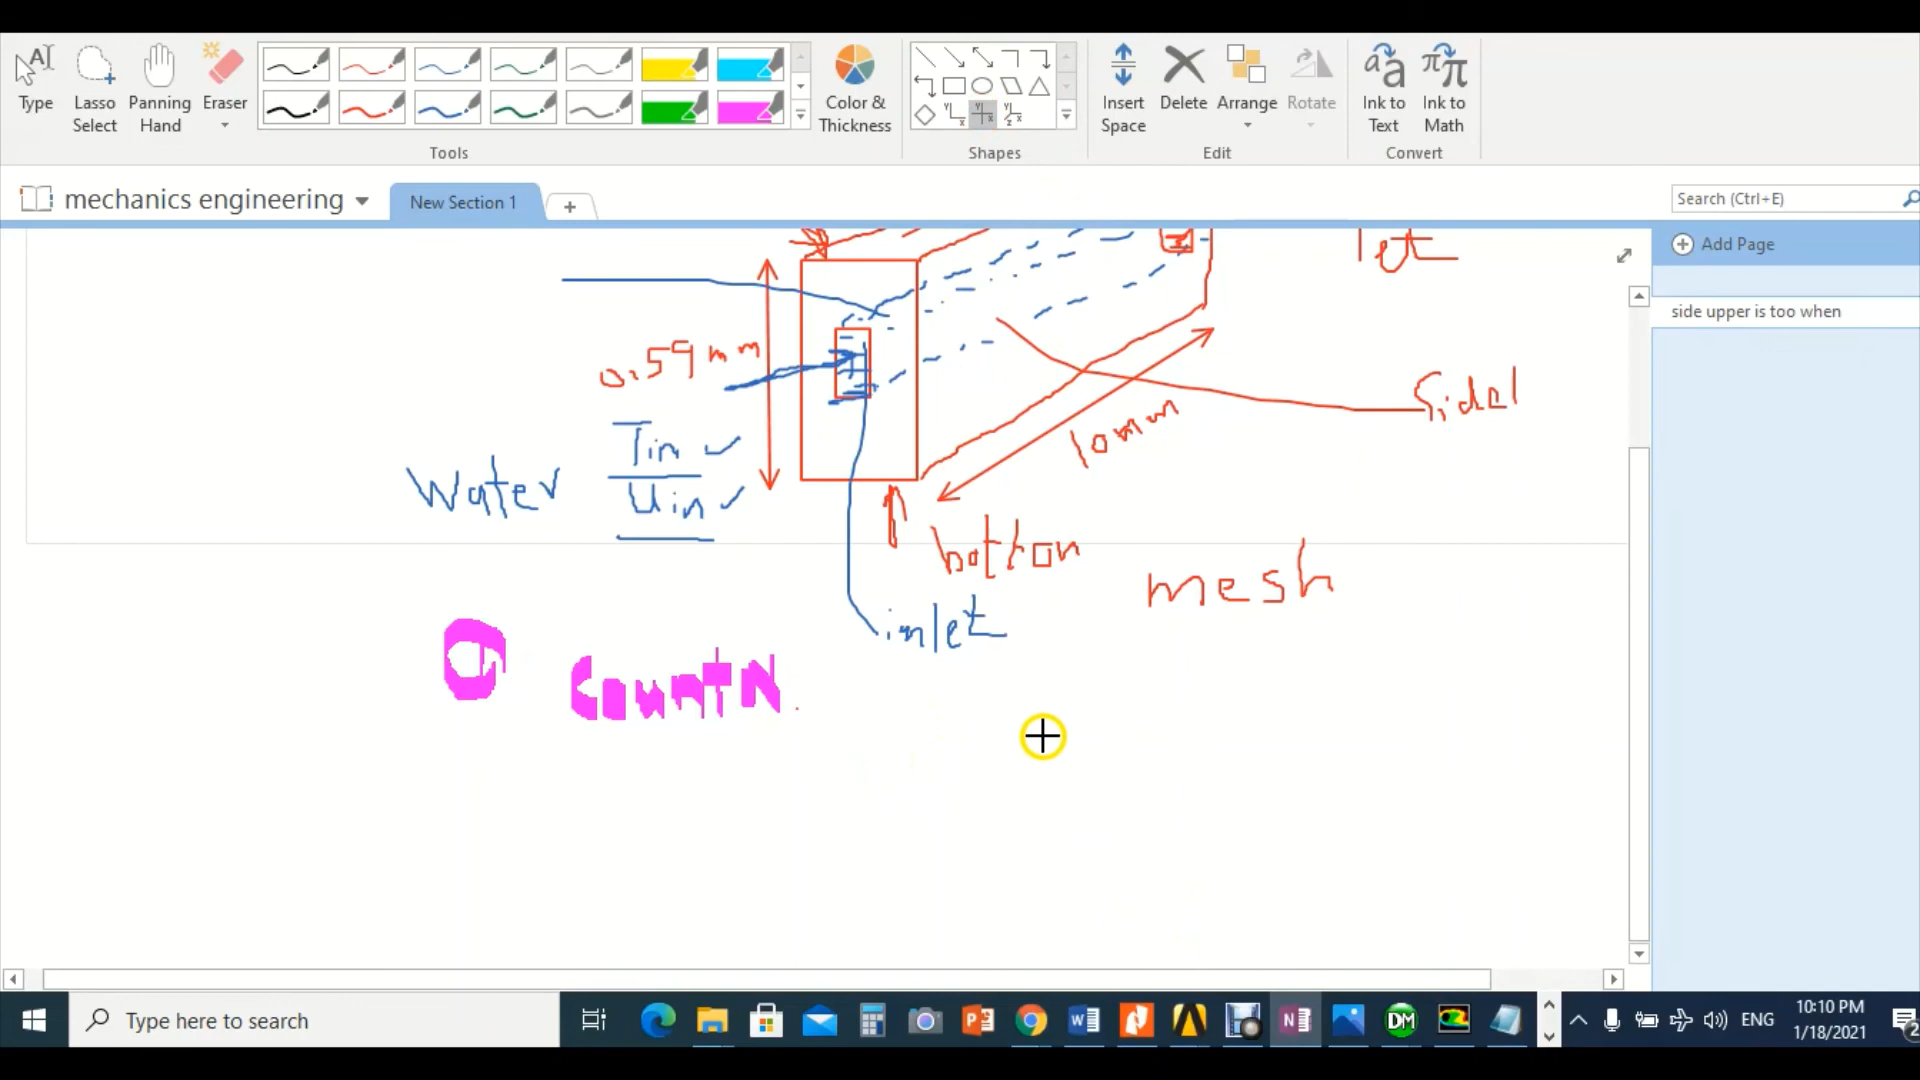 Type
Lasso Select
Panning Hand
Eraser
Color & Thickness
Insert Space
Delete
Arrange
Rotate
Ink to Text
Ink to Math
Tools
Shapes
Edit
Convert
mechanics engineering
New Section 1
Search (Ctrl+E)
Add Page
side upper is too when
let
0.59mm
10mm
Sidel
Tin
Water
Uin
botton
mesh
inlet
Type here to search
ENG
10:10 PM
1/18/2021
2